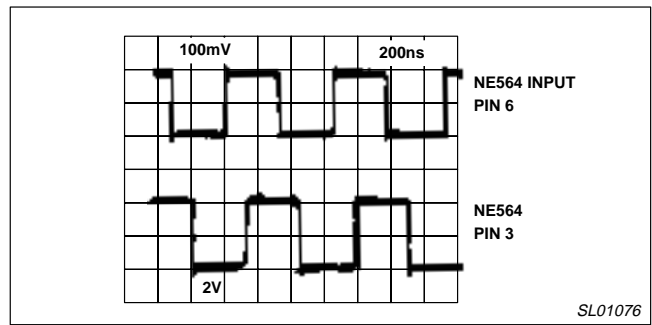 100mV 200ns
NE564 INPUT
PIN 6
NE564
PIN 3
2V
SL01076